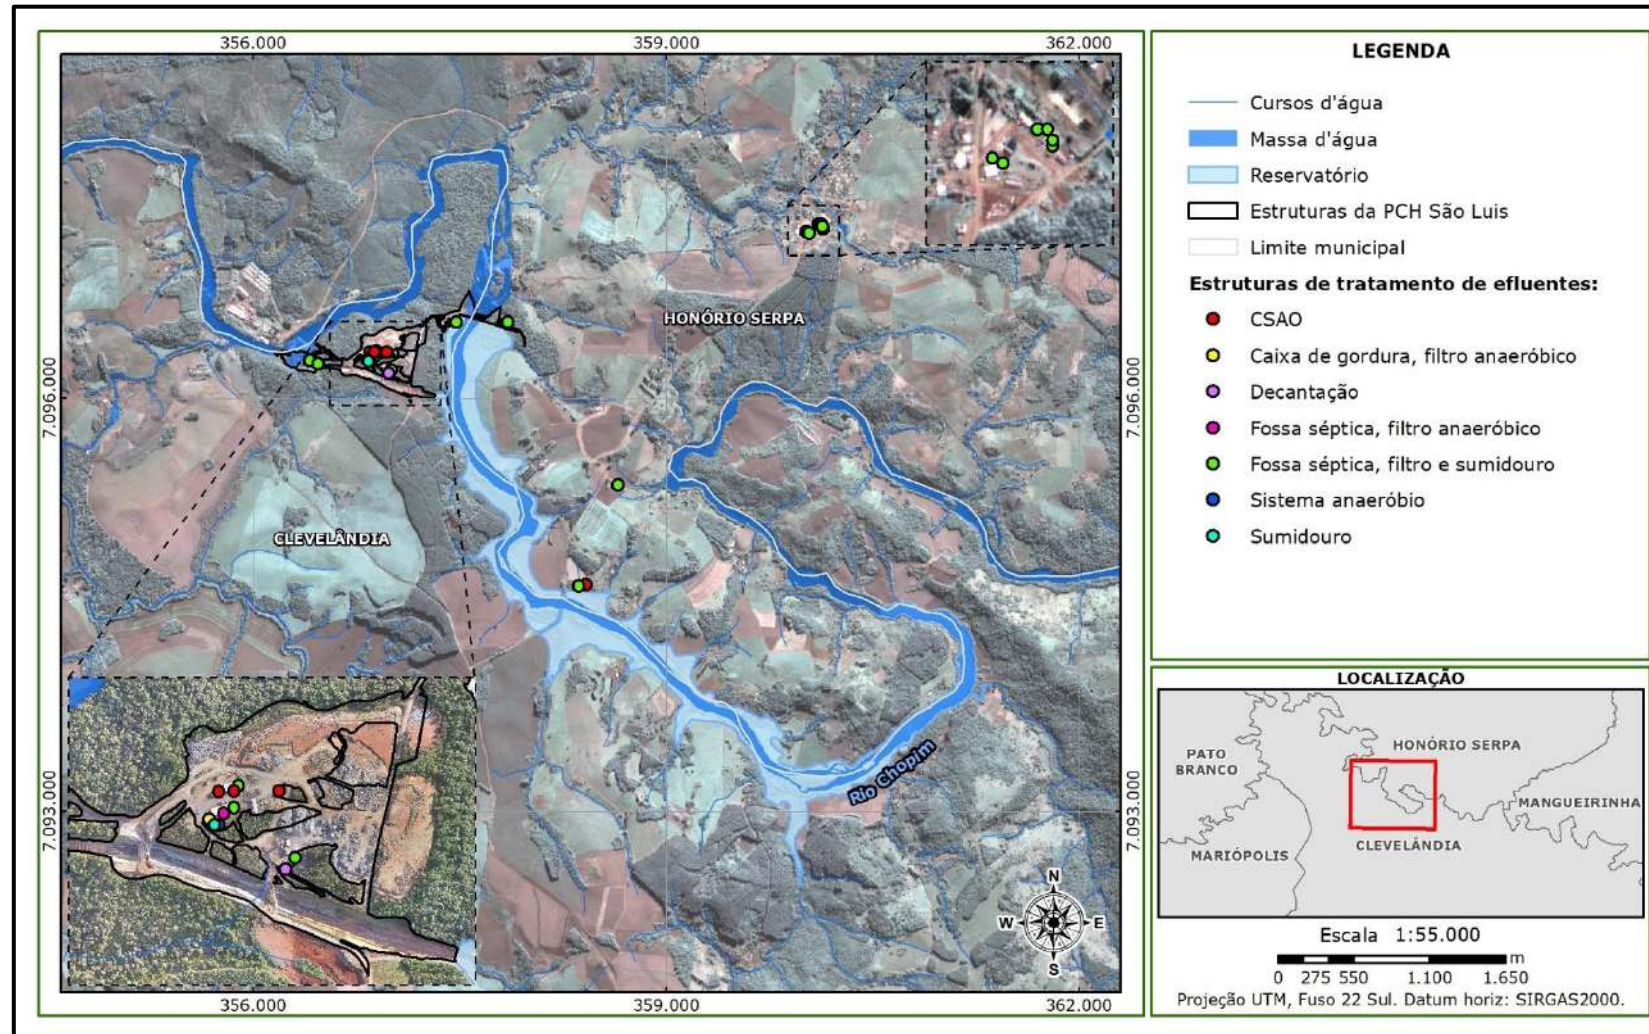 356.000
359.000
362.000
7.096.000
7.096.000
7.093.000
7.093.000
HONÓRIO SERPA
CLEVELÂNDIA
Rio Chopim
N
W
E
S
356.000
359.000
362.000
LEGENDA
Cursos d'água
Massa d'água
Reservatório
Estruturas da PCH São Luis
Limite municipal
Estruturas de tratamento de efluentes:
CSAO
Caixa de gordura, filtro anaeróbico
Decantação
Fossa séptica, filtro anaeróbico
Fossa séptica, filtro e sumidouro
Sistema anaeróbio
Sumidouro
LOCALIZAÇÃO
PATO
BRANCO
HONÓRIO SERPA
MANGUEIRINHA
CLEVELÂNDIA
MARIÓPOLIS
Escala 1:55.000
m
0 275 550 1.100 1.650
Projeção UTM, Fuso 22 Sul. Datum horiz: SIRGAS2000.